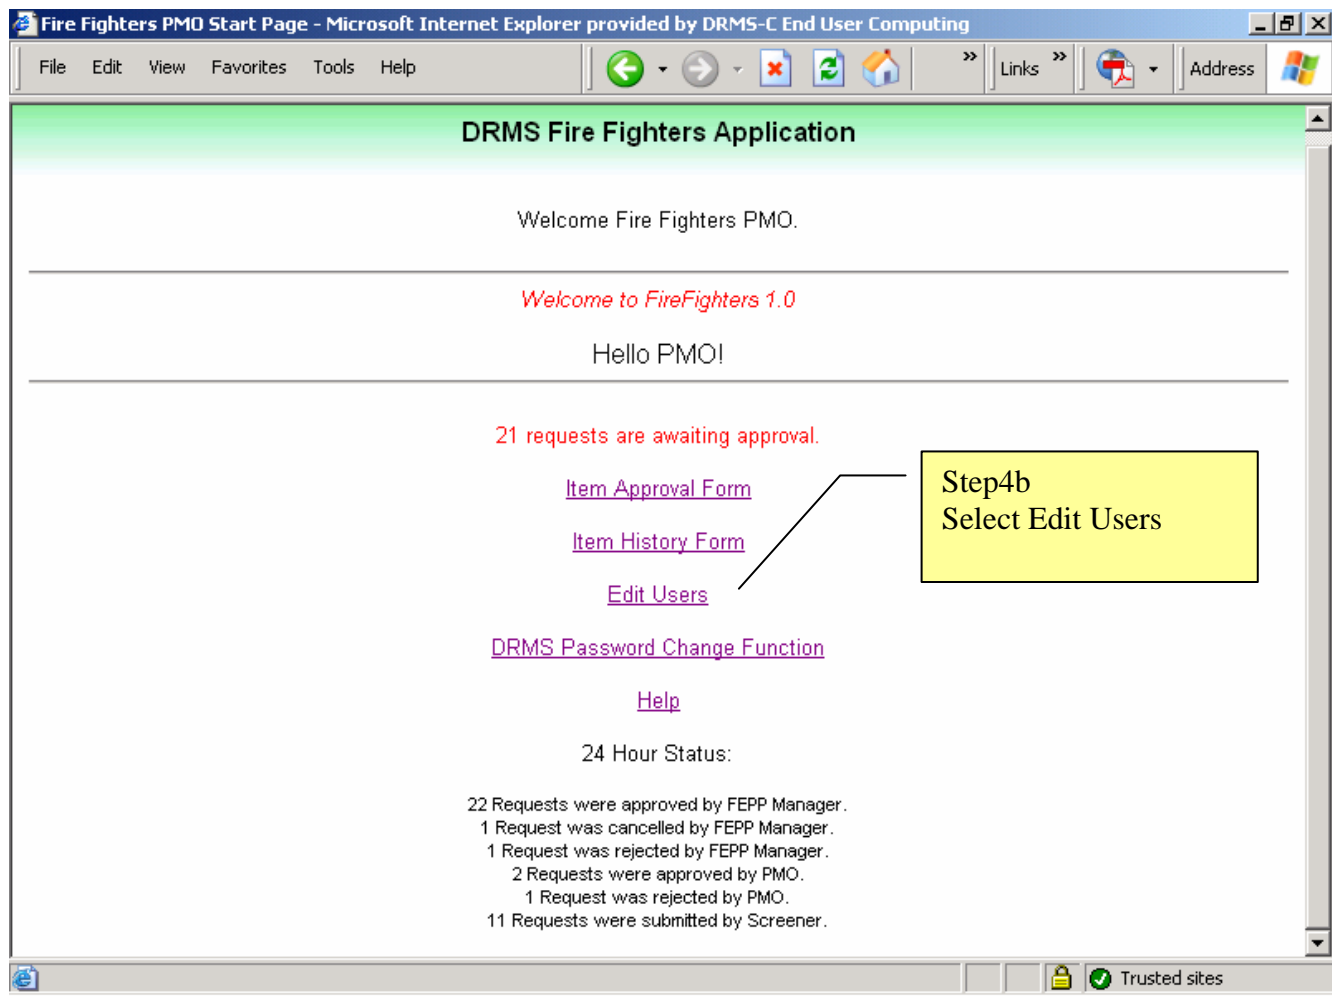 Fire Fighters PMO Start Page - Microsoft Internet Explorer provided by DRMS-C End User Computing
File Edit View Favorites Tools Help » Links » Address
DRMS Fire Fighters Application
Welcome Fire Fighters PMO.
Welcome to FireFighters 1.0
Hello PMO!
21 requests are awaiting approval.
Item Approval Form
Item History Form
Edit Users
DRMS Password Change Function
Help
Step4b
Select Edit Users
24 Hour Status:
22 Requests were approved by FEPP Manager.
1 Request was cancelled by FEPP Manager.
1 Request was rejected by FEPP Manager.
2 Requests were approved by PMO.
1 Request was rejected by PMO.
11 Requests were submitted by Screener.
Trusted sites